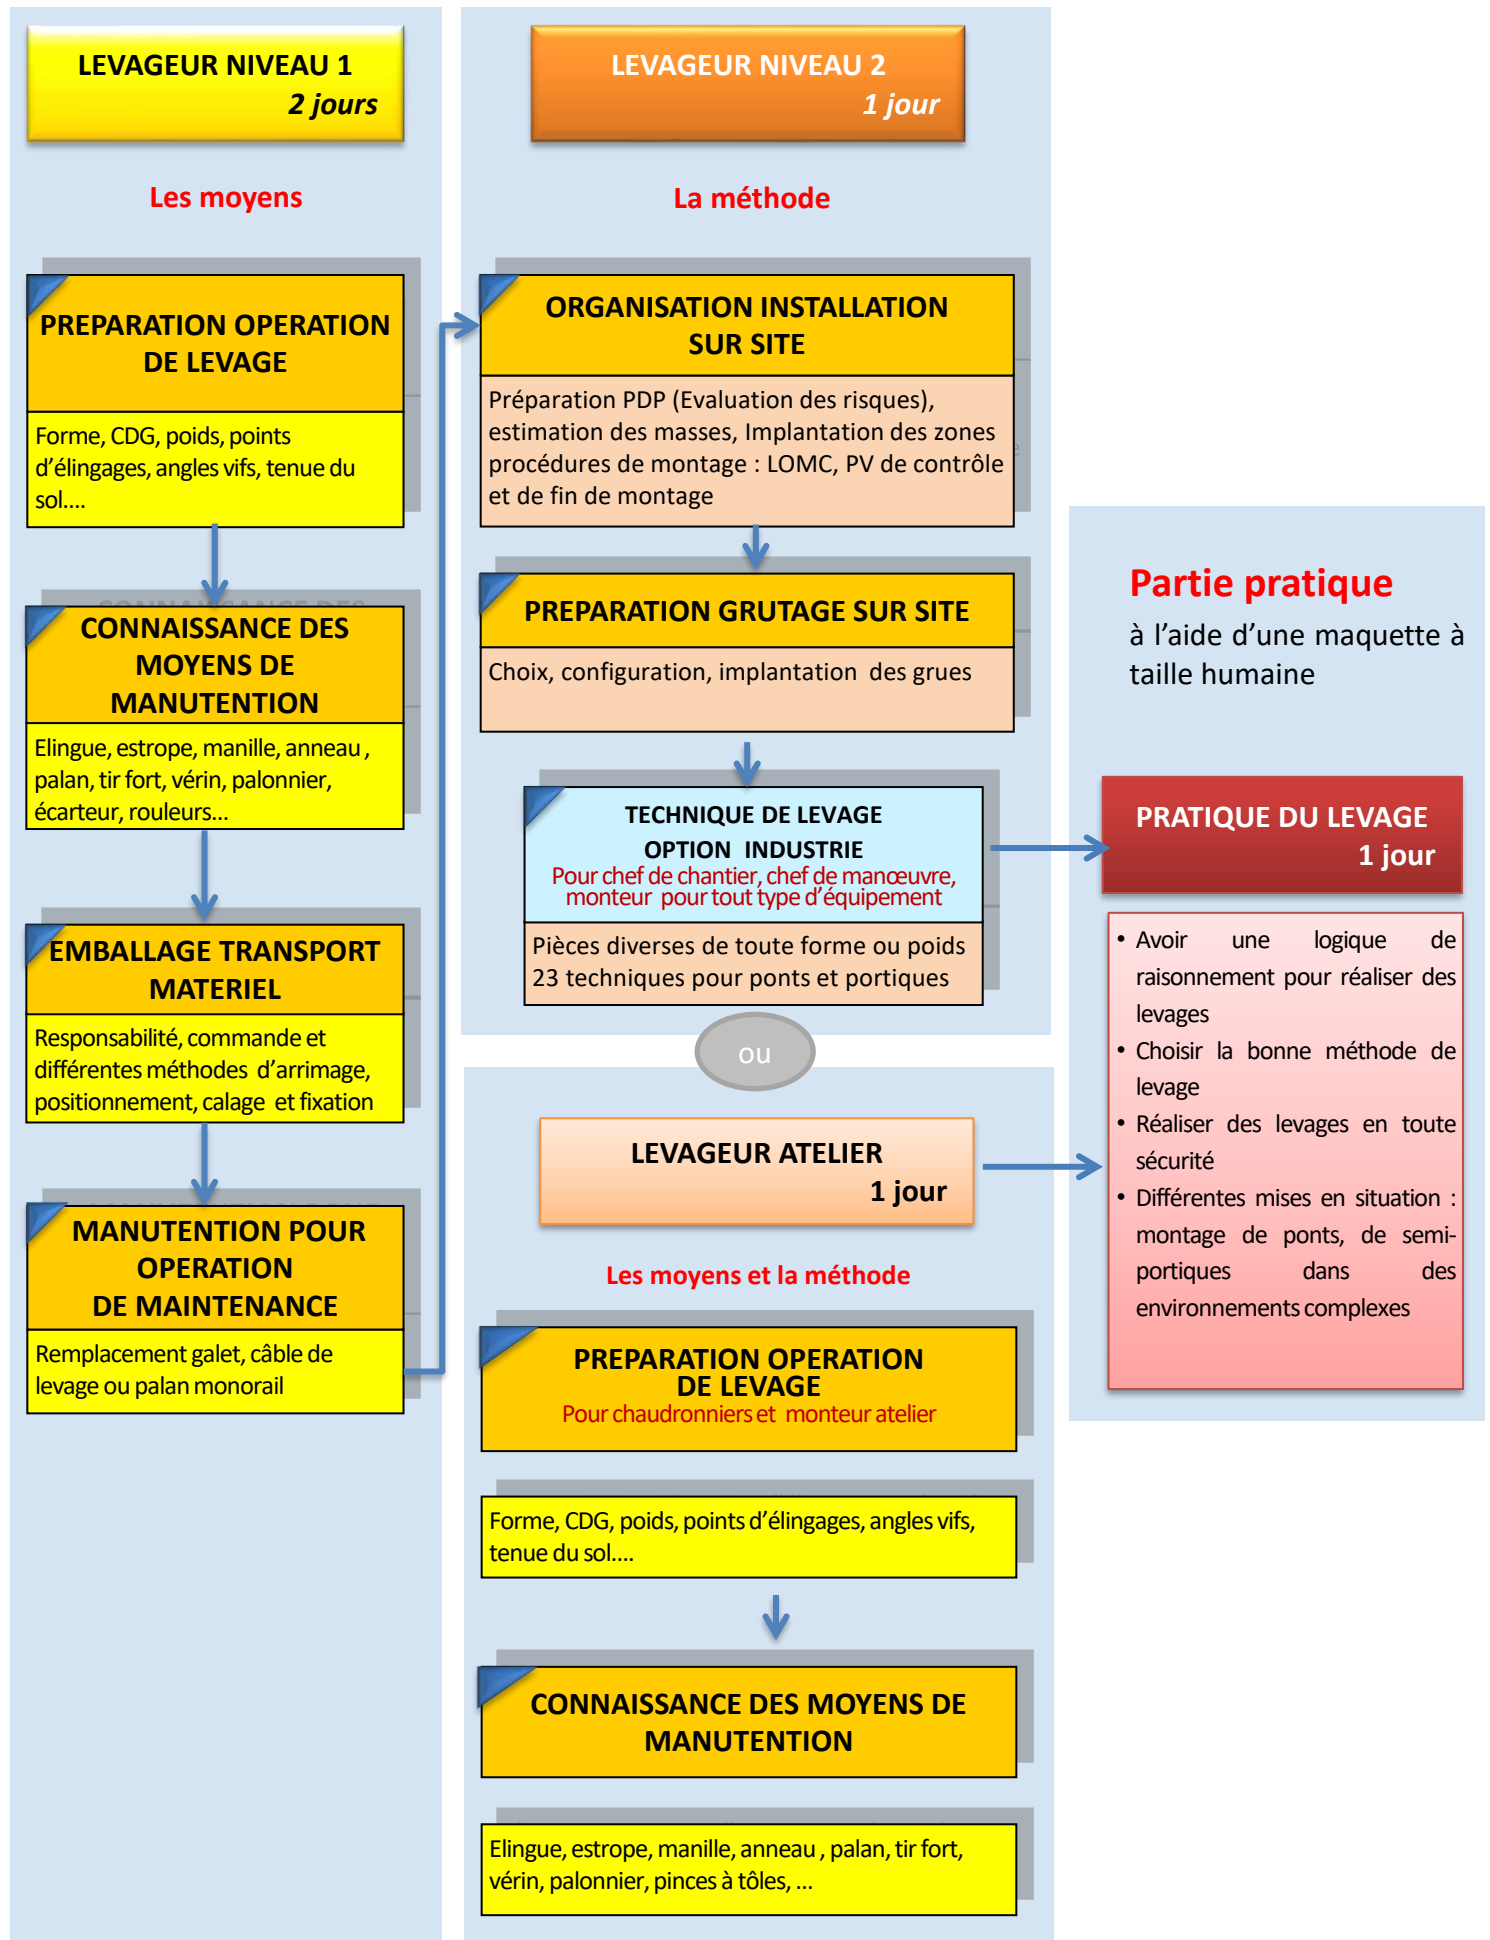 LEVAGEUR NIVEAU 1
2 jours
Les moyens
PREPARATION OPERATION
DE LEVAGE
Forme, CDG, poids, points
d’élingages, angles vifs, tenue du
sol....
CONNAISSANCE DES
MOYENS DE
MANUTENTION
Elingue, estrope, manille, anneau ,
palan, tir fort, vérin, palonnier,
écarteur, rouleurs...
EMBALLAGE TRANSPORT
MATERIEL
Responsabilité, commande et
différentes méthodes d’arrimage,
positionnement, calage et fixation
MANUTENTION POUR
OPERATION
DE MAINTENANCE
Remplacement galet, câble de
levage ou palan monorail
LEVAGEUR NIVEAU 2
1 jour
La méthode
ORGANISATION INSTALLATION
SUR SITE
Préparation PDP (Evaluation des risques),
estimation des masses, Implantation des zones
procédures de montage : LOMC, PV de contrôle
et de fin de montage
PREPARATION GRUTAGE SUR SITE
Choix, configuration, implantation des grues
TECHNIQUE DE LEVAGE
OPTION INDUSTRIE
Pour chef de chantier, chef de manœuvre,
monteur pour tout type d’équipement
Pièces diverses de toute forme ou poids
23 techniques pour ponts et portiques
ou
LEVAGEUR ATELIER
1 jour
Les moyens et la méthode
PREPARATION OPERATION
DE LEVAGE
Pour chaudronniers et monteur atelier
Forme, CDG, poids, points d’élingages, angles vifs,
tenue du sol....
CONNAISSANCE DES MOYENS DE
MANUTENTION
Elingue, estrope, manille, anneau , palan, tir fort,
vérin, palonnier, pinces à tôles, ...
Partie pratique
à l’aide d’une maquette à
taille humaine
PRATIQUE DU LEVAGE
1 jour
• Avoir une logique de
raisonnement pour réaliser des
levages
• Choisir la bonne méthode de
levage
• Réaliser des levages en toute
sécurité
• Différentes mises en situation :
montage de ponts, de semi-
portiques dans des
environnements complexes